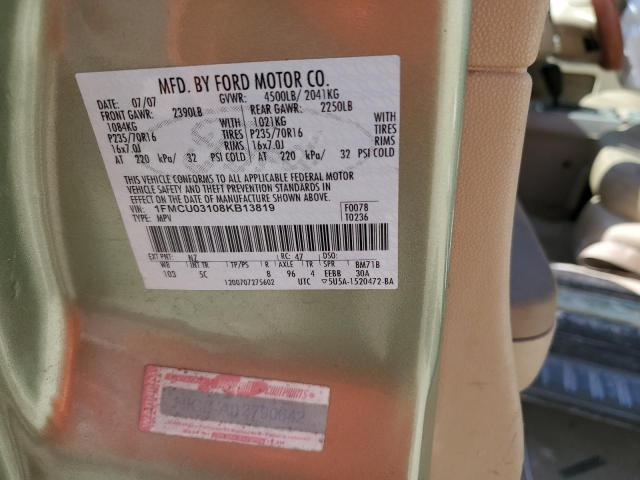 MFD. BY FORD MOTOR CO.
DATE: 07/07 GVWR: 4500LB/ 2041KG
FRONT GAWR: 2390LB REAR GAWR: 2250LB
1084KG WITH 1021KG WITH
P235/70R16 TIRES P235/70R16 TIRES
16x7.0J RIMS 16x7.0J RIMS
AT 220 kPa/ 32 PSI COLD AT 220 kPa/ 32 PSI COLD
THIS VEHICLE CONFORMS TO ALL APPLICABLE FEDERAL MOTOR
VEHICLE SAFETY AND THEFT PREVENTION STANDARDS IN
EFFECT ON THE DATE OF MANUFACTURE SHOWN ABOVE.
VIN: 1FMCU03108KB13819 F0078
TYPE: MPV T0236
EXT PNT: NZ RC: 47 DSO:
WB INT TR TP/PS R AXLE TR SPR BM71B
103 5C 8 96 4 EEBB 30A
1200707275602 UTC 5U5A-1520472-BA